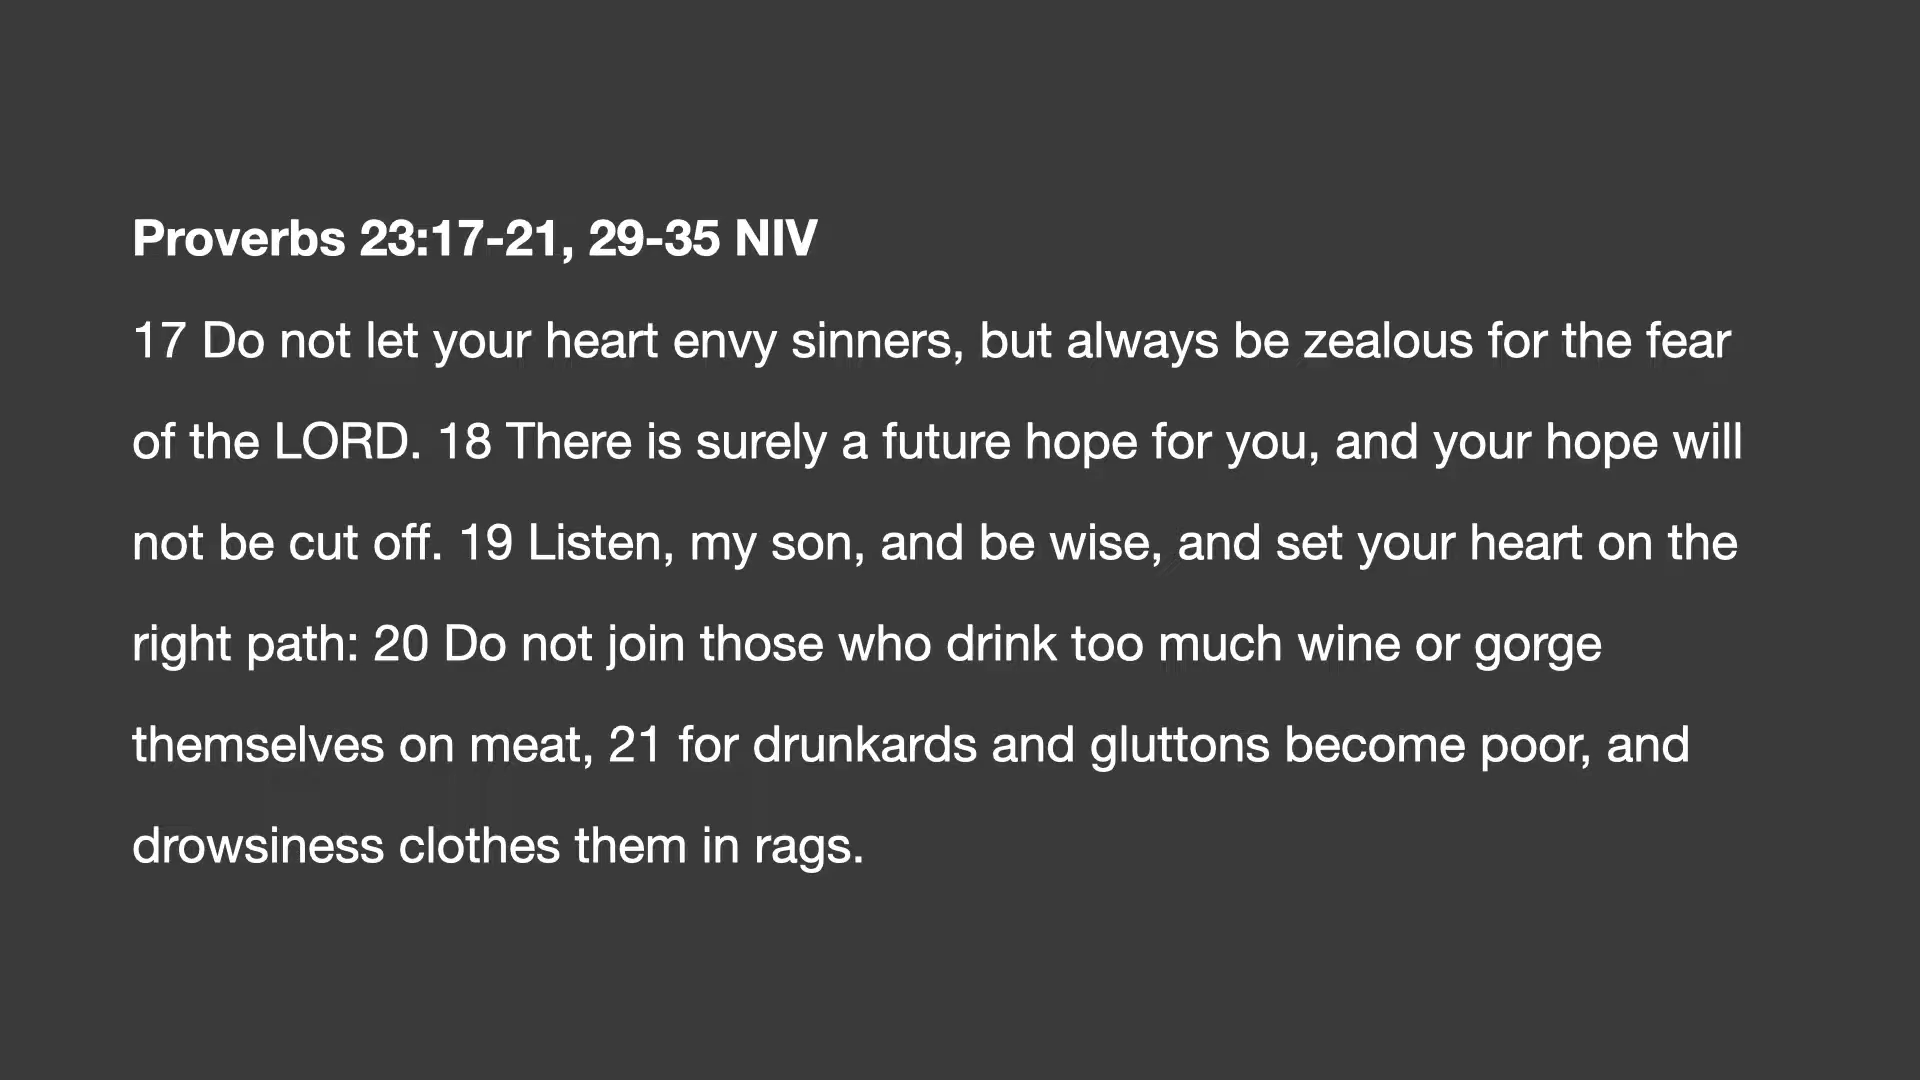 Proverbs 23:17-21, 29-35 NIV
17 Do not let your heart envy sinners, but always be zealous for the fear
of the LORD. 18 There is surely a future hope for you, and your hope will
not be cut off. 19 Listen, my son, and be wise, and set your heart on the
right path: 20 Do not join those who drink too much wine or gorge
themselves on meat, 21 for drunkards and gluttons become poor, and
drowsiness clothes them in rags.